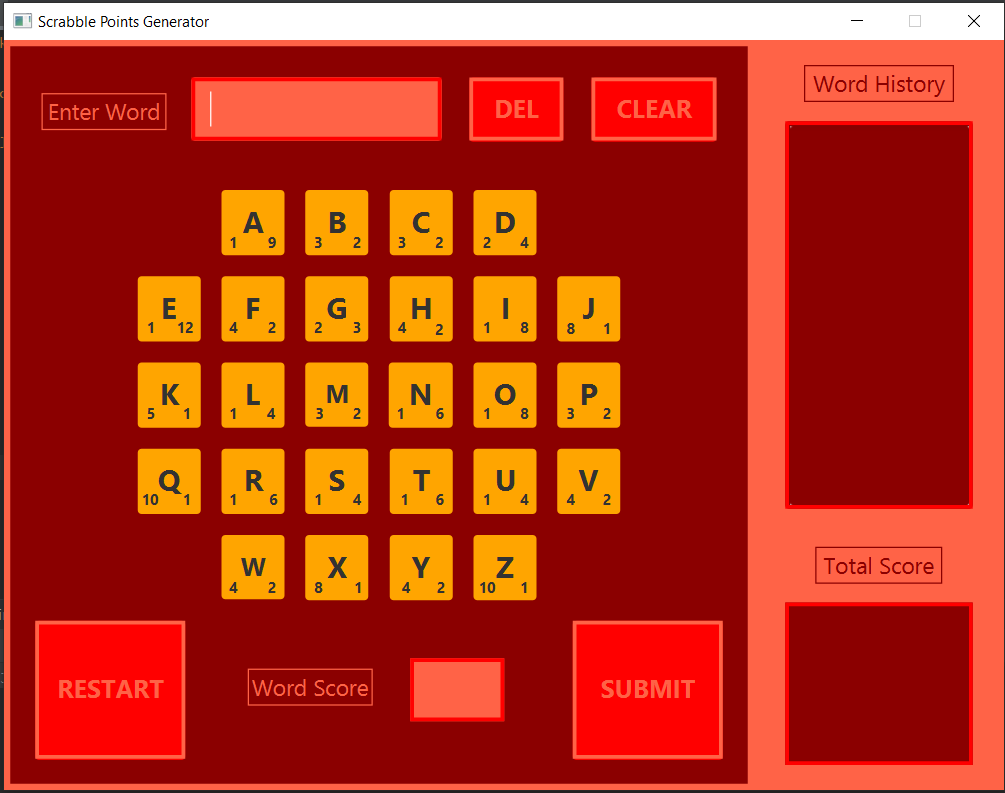 Scrabble Points Generator
Enter Word
DEL
CLEAR
Word History
A B C D
1 9 3 2 3 2 2 4
E F G H I J
1 12 4 2 2 3 4 2 1 8 8 1
K L M N O P
5 1 1 4 3 2 1 6 1 8 3 2
Q R S T U V
10 1 1 6 1 4 1 6 1 4 4 2
W X Y Z
4 2 8 1 4 2 10 1
Total Score
RESTART
Word Score
SUBMIT